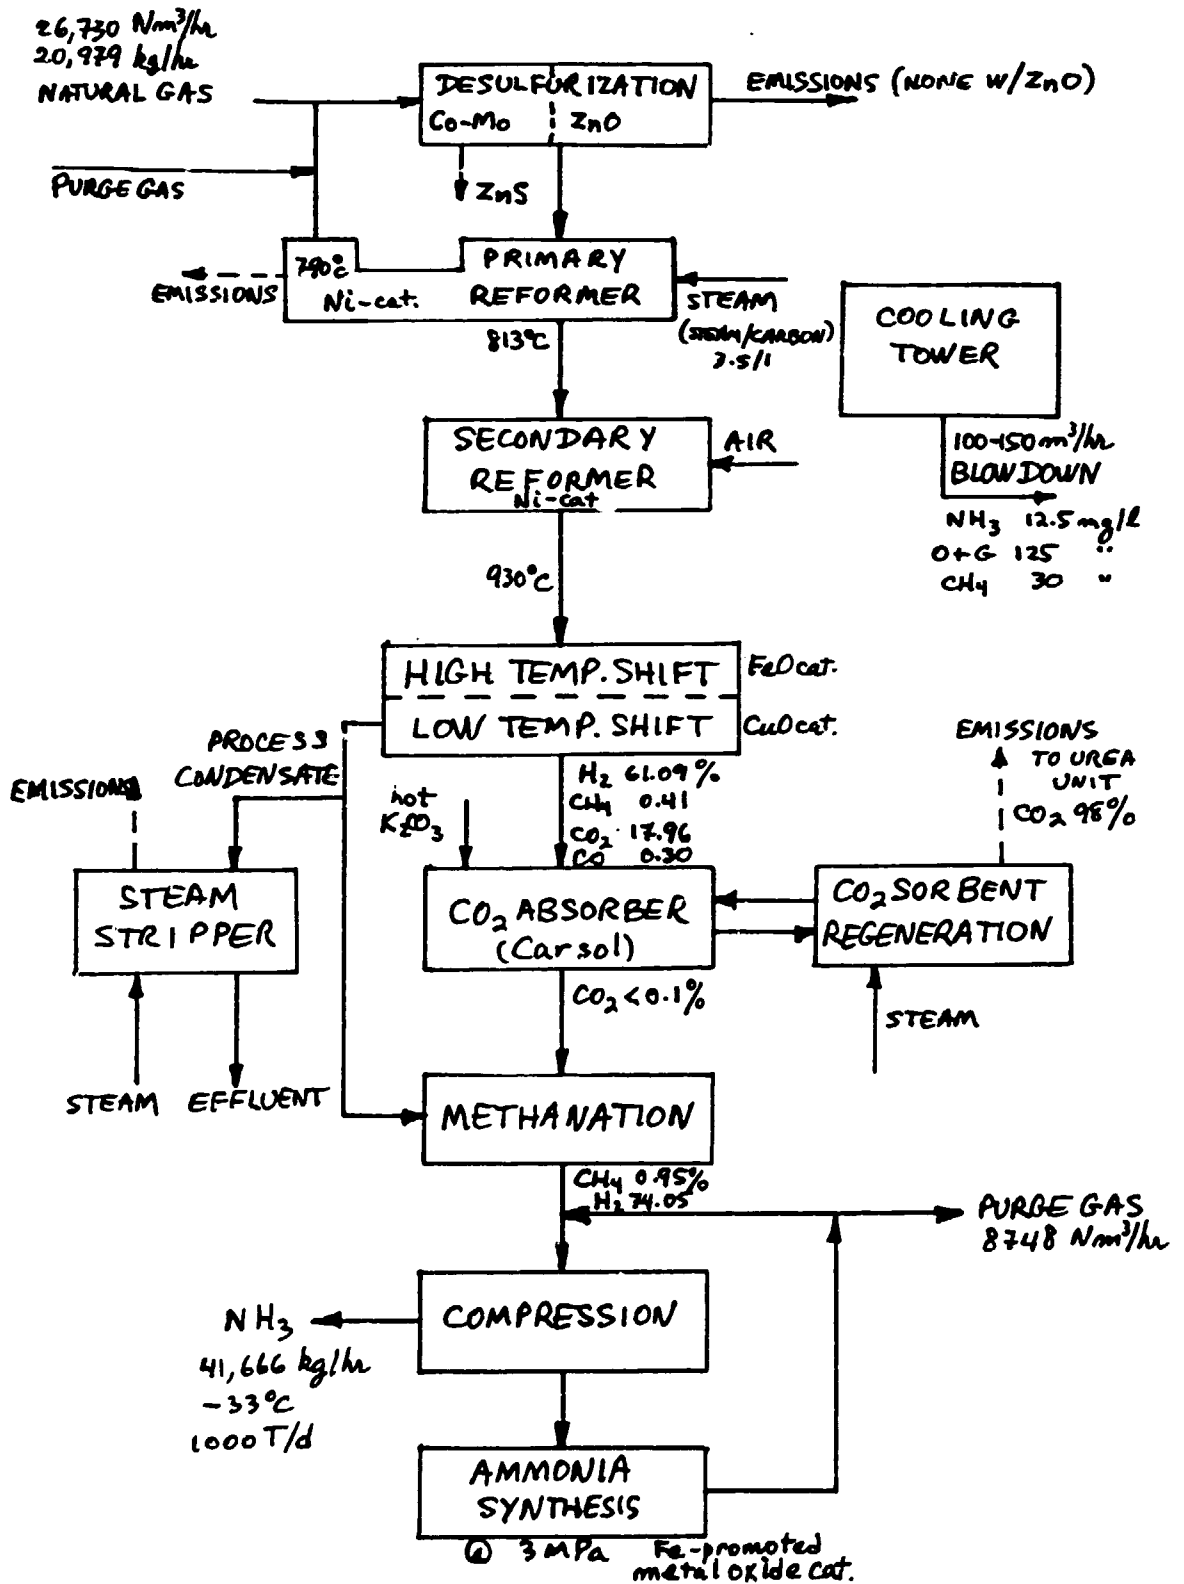 26,730 Nm³/hr
20,979 kg/hr
NATURAL GAS
DESULFURIZATION
Co-Mo
ZnO
EMISSIONS (NONE W/ZnO)
PURGE GAS
ZnS
790°C
Ni-cat.
PRIMARY
REFORMER
EMISSIONS
STEAM
(STEAM/CARBON)
3.5/1
813°C
COOLING
TOWER
SECONDARY
REFORMER
Ni-cat
AIR
100-150 m³/hr
BLOWDOWN
NH₃ 12.5 mg/l
O+G 125 "
CH₄ 30 "
930°C
HIGH TEMP. SHIFT
FeO cat.
LOW TEMP. SHIFT
CuO cat.
PROCESS
CONDENSATE
EMISSIONS
H₂ 61.09%
CH₄ 0.41
CO₂ 17.96
CO 0.30
hot
EMISSIONS
TO UREA
UNIT
CO₂ 98%
STEAM
STRIPPER
CO₂ ABSORBER
(Carsol)
CO₂ SORBENT
REGENERATION
CO₂ < 0.1%
STEAM
STEAM
EFFLUENT
METHANATION
CH₄ 0.95%
H₂ 74.05
PURGE GAS
8748 Nm³/hr
COMPRESSION
NH₃
41,666 kg/hr
-33°C
1000 T/d
AMMONIA
SYNTHESIS
@ 3 MPa
Fe-promoted
metal oxide cat.